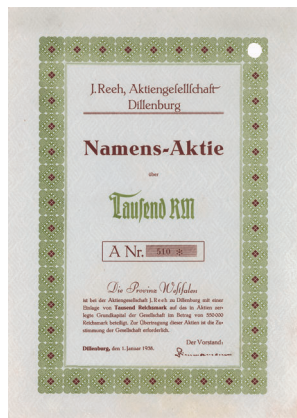 J. Reeh, Aktiengesellschaft
Dillenburg
Namens-Aktie
über
Tausend RM
A Nr. 510 *
Die Provinz Westfalen
ist bei der Aktiengesellschaft J. Reeh zu Dillenburg mit einer
Einlage von Tausend Reichsmark auf das in Aktien zer-
legte Grundkapital der Gesellschaft im Betrag von 550 000
Reichsmark beteiligt. Zur Übertragung dieser Aktien ist die Zu-
stimmung der Gesellschaft erforderlich.
Dillenburg, den 1. Januar 1938.
Der Vorstand: